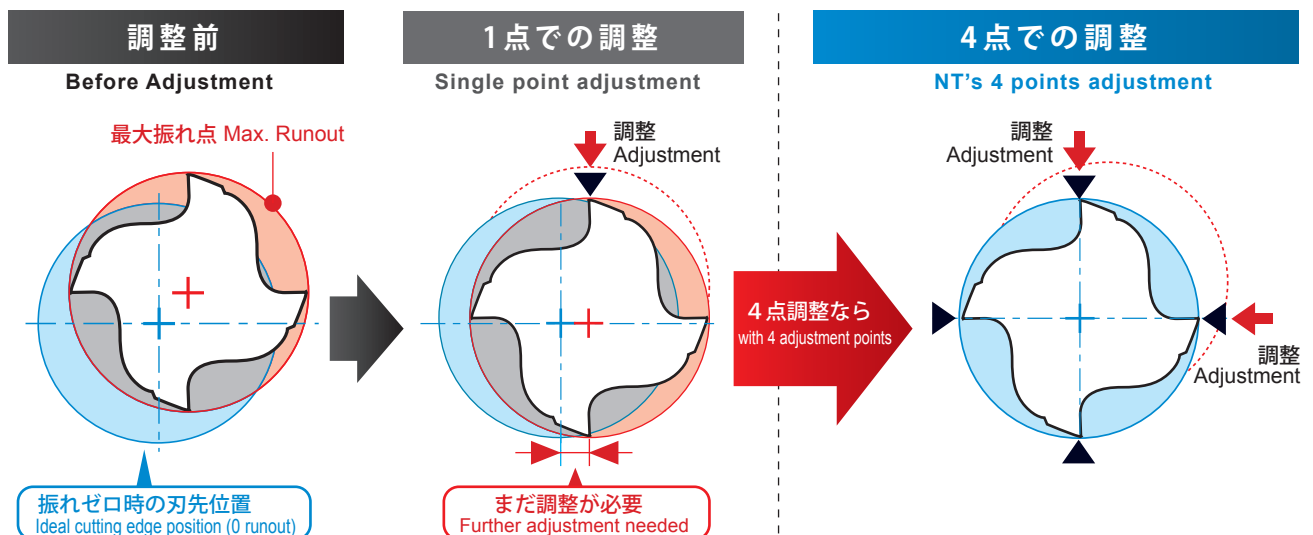 調整前
Before Adjustment
最大振れ点 Max. Runout
振れゼロ時の刃先位置
Ideal cutting edge position (0 runout)
1点での調整
Single point adjustment
調整
Adjustment
まだ調整が必要
Further adjustment needed
4点調整なら
with 4 adjustment points
4点での調整
NT's 4 points adjustment
調整
Adjustment
調整
Adjustment